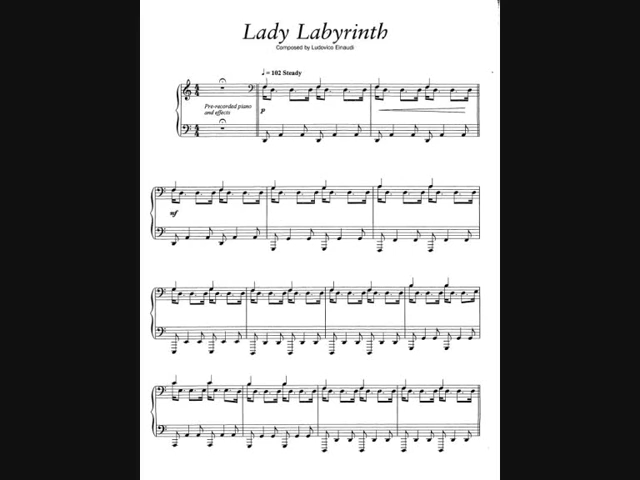 Lady Labyrinth
Composed by Ludovico Einaudi
♩ = 102 Steady
Pre-recorded piano
and effects
p
mf